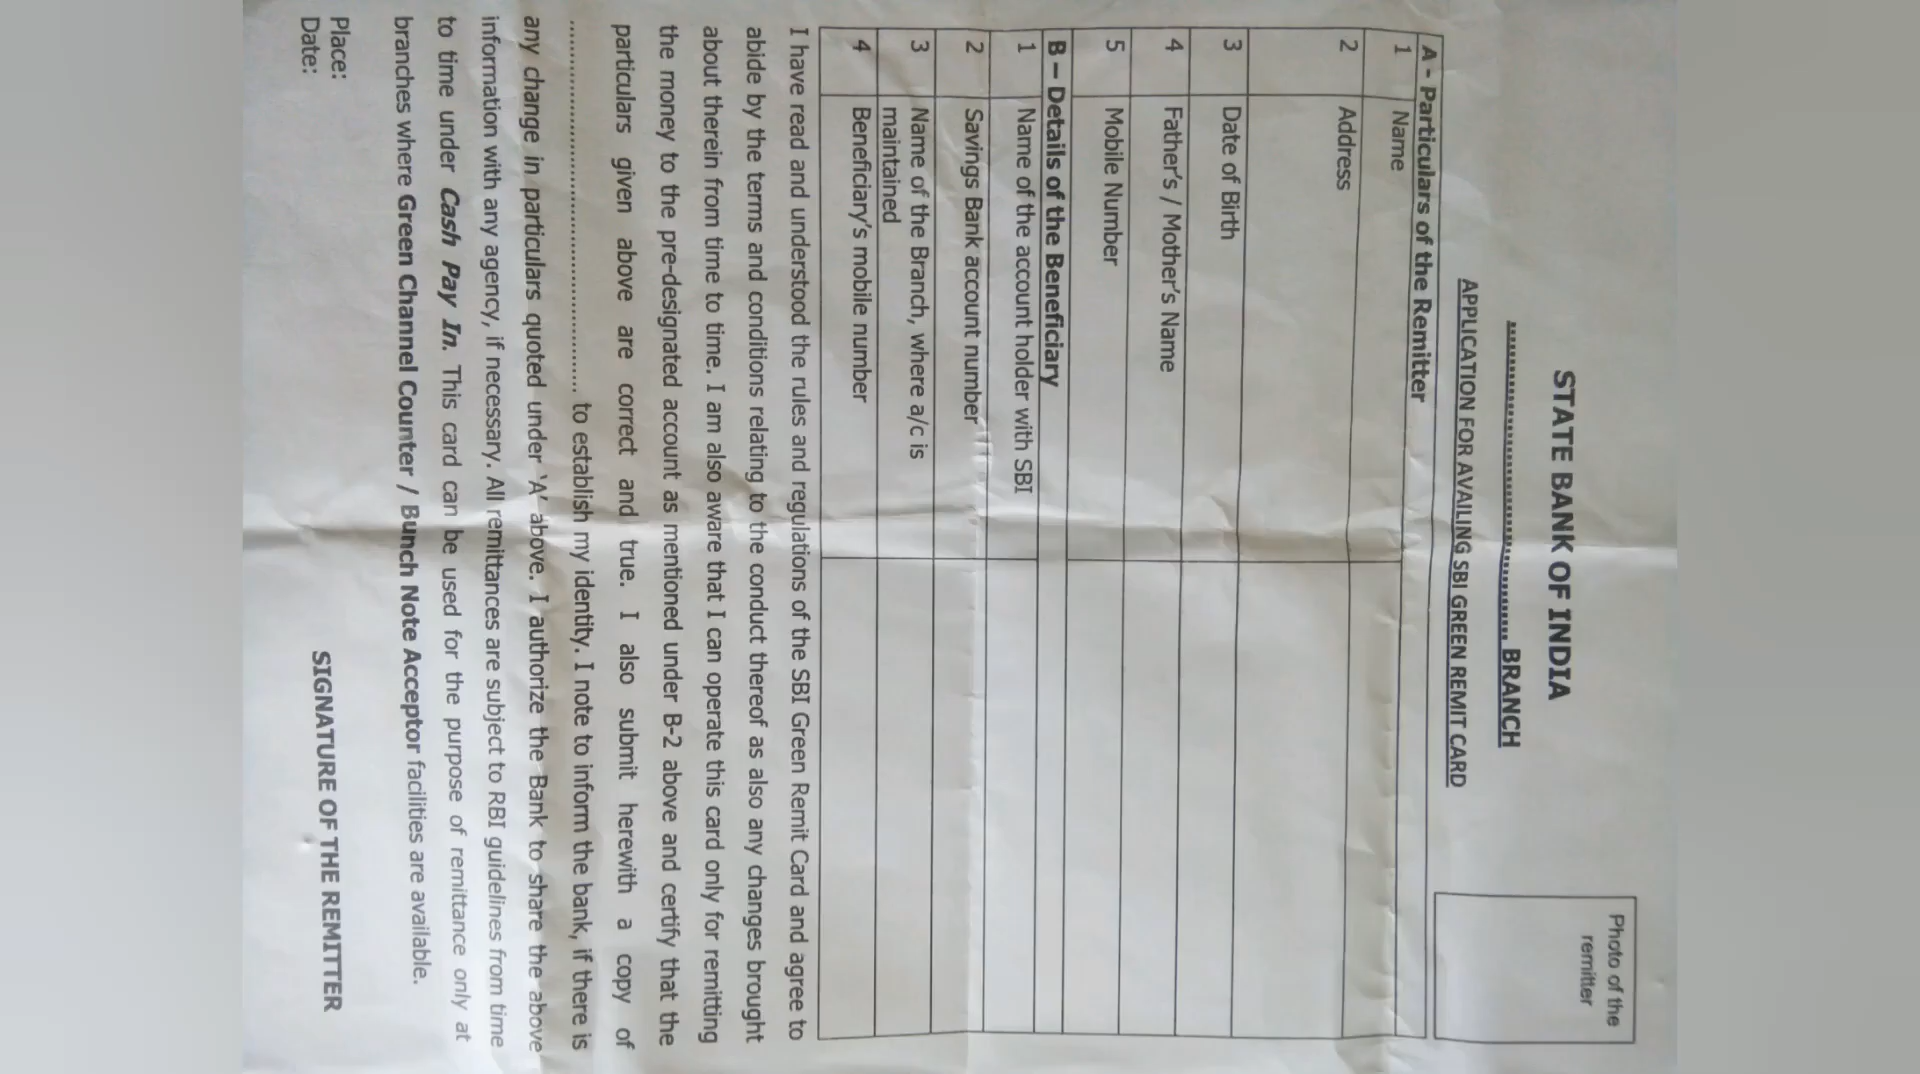 STATE BANK OF INDIA
........................................ BRANCH
APPLICATION FOR AVAILING SBI GREEN REMIT CARD
Photo of the
remitter
A - Particulars of the Remitter
1 Name
2 Address
3 Date of Birth
4 Father's / Mother's Name
5 Mobile Number
B – Details of the Beneficiary
1 Name of the account holder with SBI
2 Savings Bank account number
3 Name of the Branch, where a/c is
maintained
4 Beneficiary's mobile number
I have read and understood the rules and regulations of the SBI Green Remit Card and agree to
abide by the terms and conditions relating to the conduct thereof as also any changes brought
about therein from time to time. I am also aware that I can operate this card only for remitting
the money to the pre-designated account as mentioned under B-2 above and certify that the
particulars given above are correct and true. I also submit herewith a copy of
................................................................ to establish my identity. I note to inform the bank, if there is
any change in particulars quoted under 'A' above. I authorize the Bank to share the above
information with any agency, if necessary. All remittances are subject to RBI guidelines from time
to time under Cash Pay In. This card can be used for the purpose of remittance only at
branches where Green Channel Counter / Bunch Note Acceptor facilities are available.
Place:
Date:
SIGNATURE OF THE REMITTER